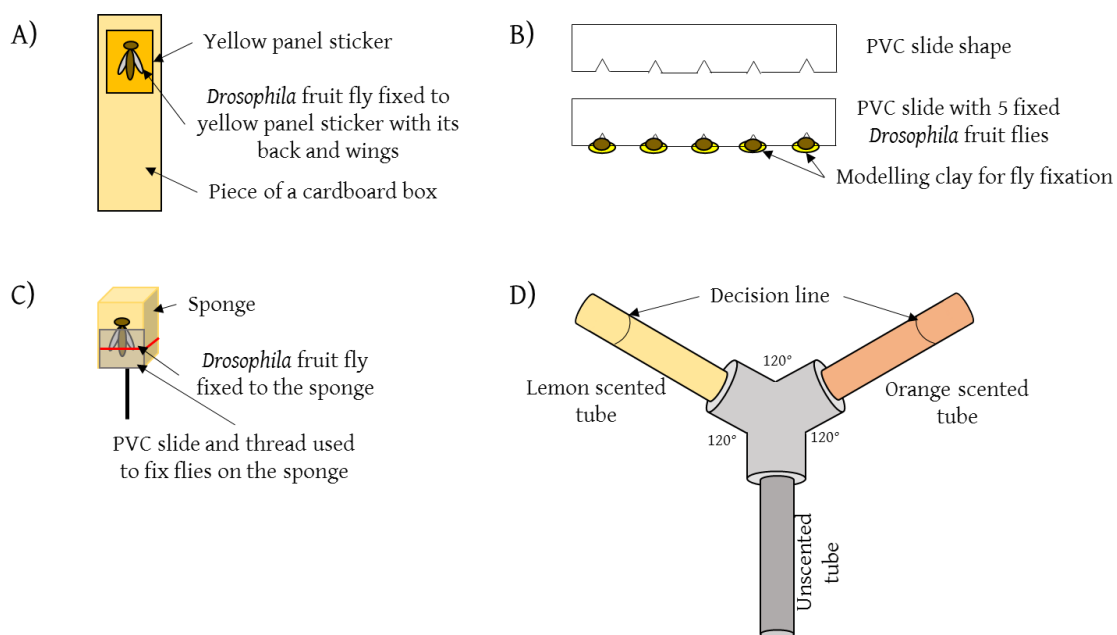 A)
Yellow panel sticker
Drosophila fruit fly fixed to
yellow panel sticker with its
back and wings
Piece of a cardboard box
B)
PVC slide shape
PVC slide with 5 fixed
Drosophila fruit flies
Modelling clay for fly fixation
C)
Sponge
Drosophila fruit fly
fixed to the sponge
PVC slide and thread used
to fix flies on the sponge
D)
Decision line
120°
Lemon scented
tube
Orange scented
tube
120°
120°
Unscented
tube